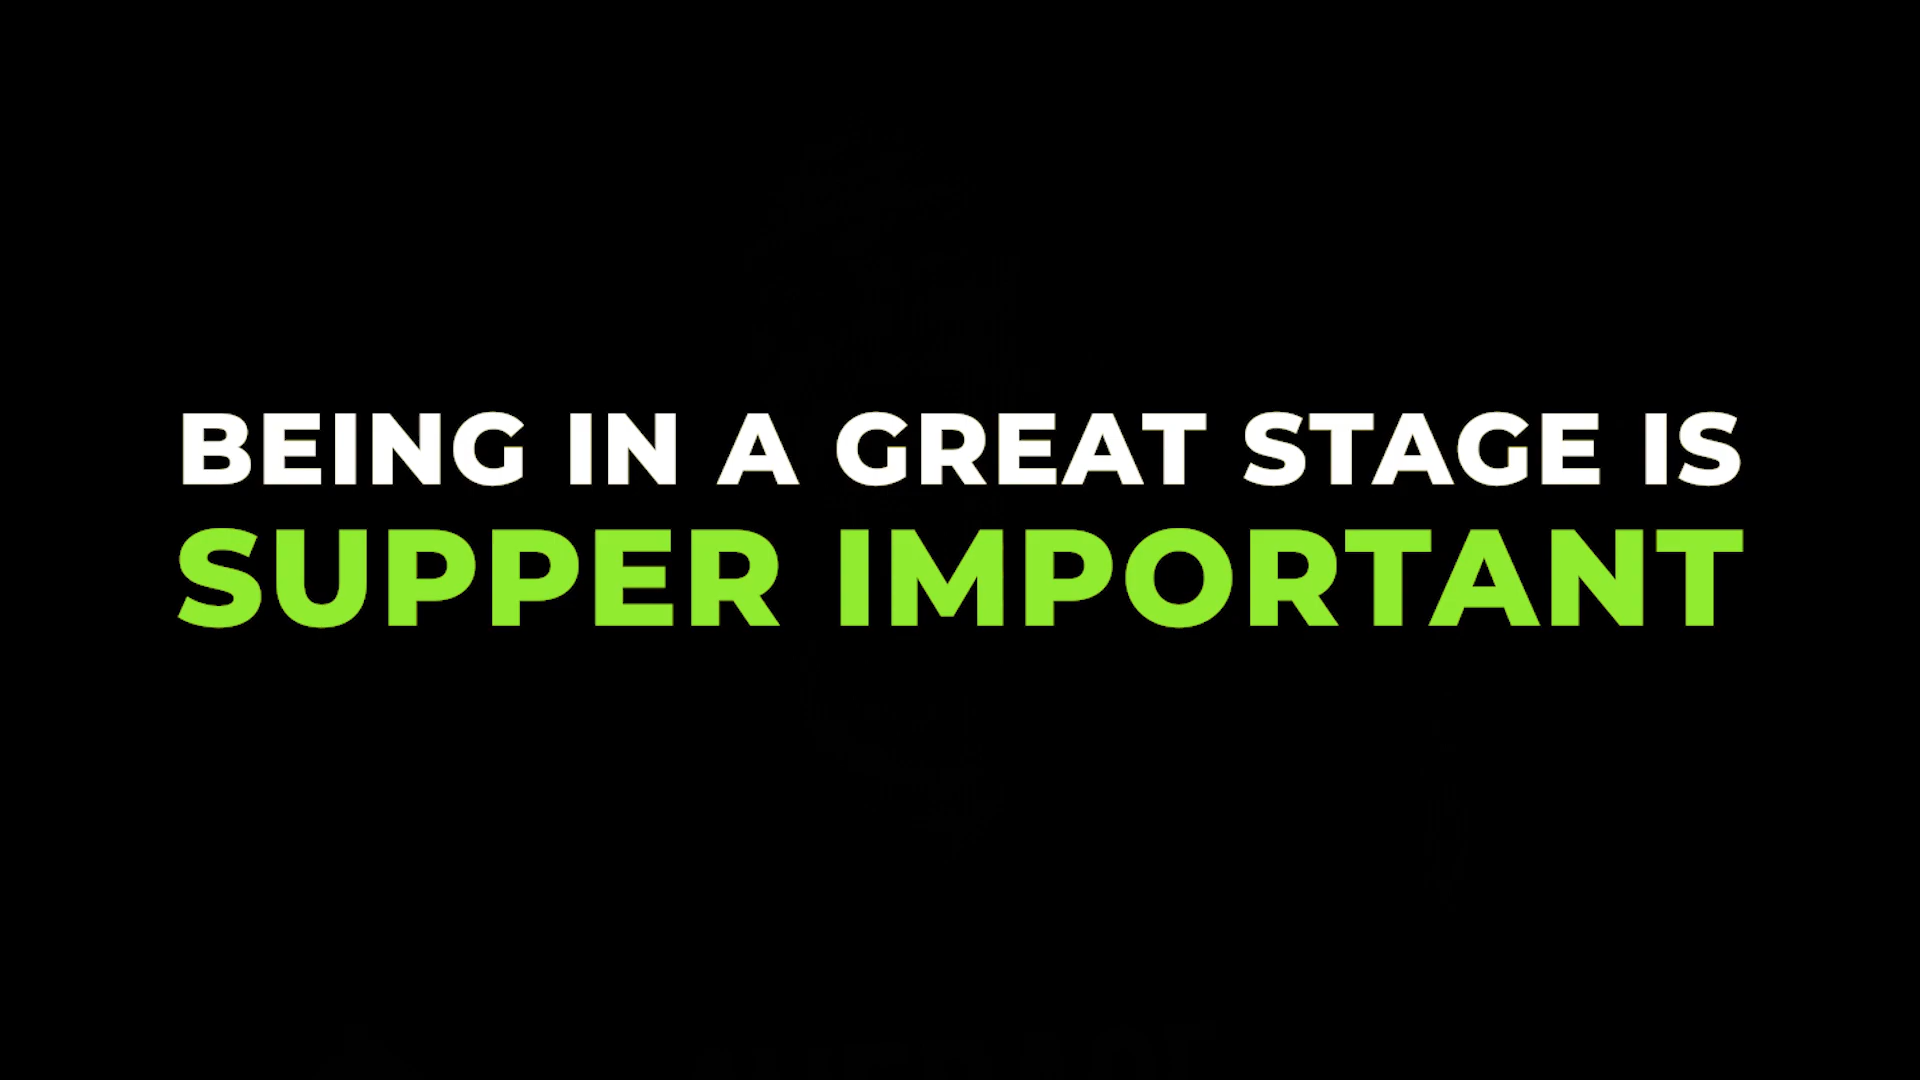 BEING IN A GREAT STAGE IS
SUPPER IMPORTANT